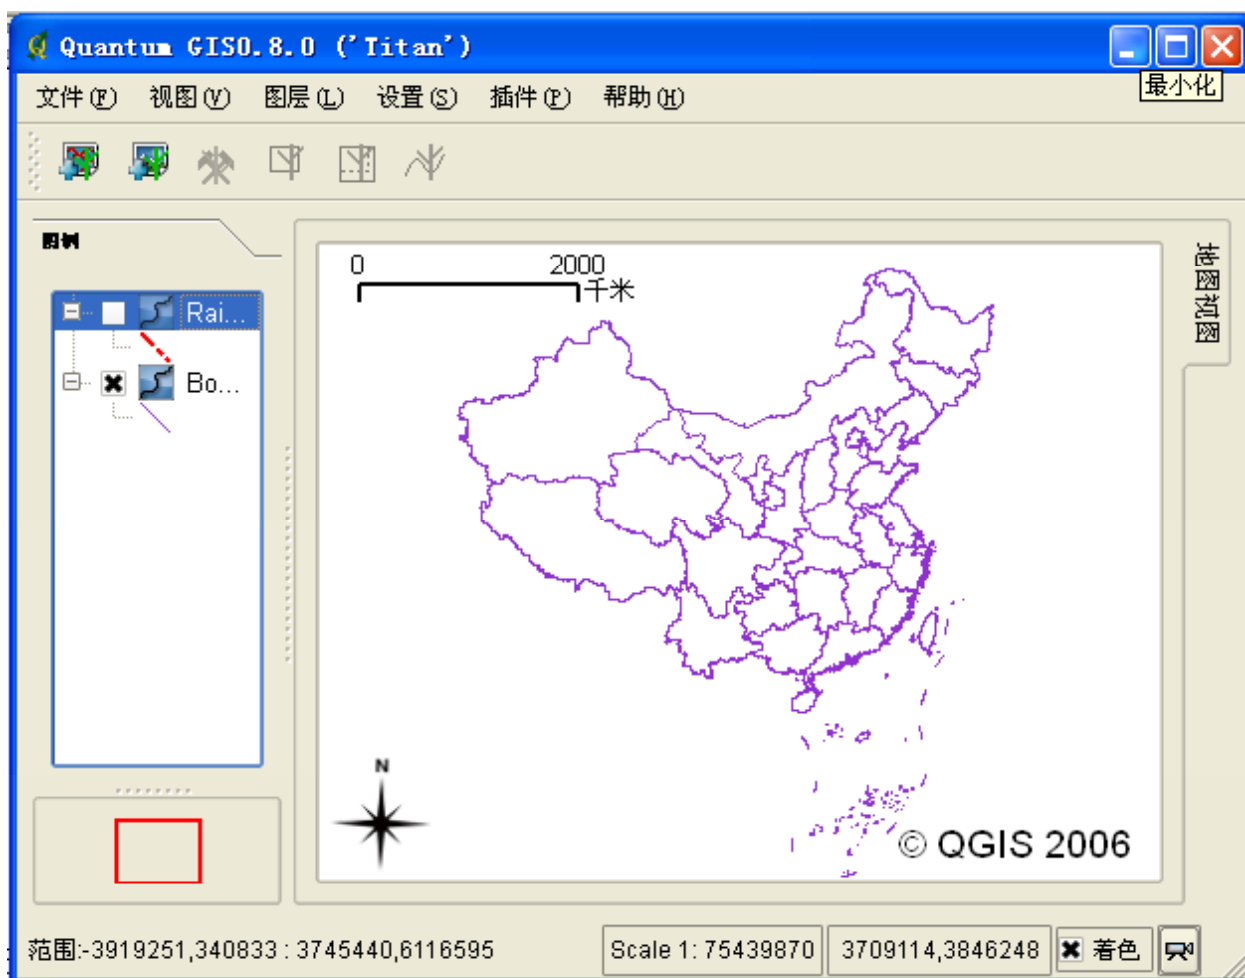 Quantum GIS0.8.0 ('Titan')
最小化
文件(F) 视图(V) 图层(L) 设置(S) 插件(P) 帮助(H)
图例
Rai...
Bo...
0 2000
千米
地图视图
N
© QGIS 2006
范围:-3919251,340833 : 3745440,6116595
Scale 1: 75439870
3709114,3846248
着色